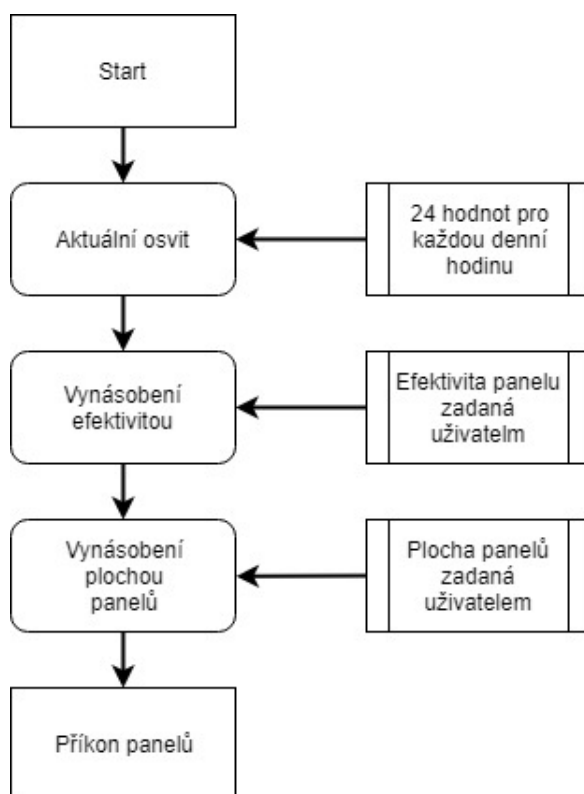 Start
Aktuální osvit
24 hodnot pro
každou denní
hodinu
Vynásobení
efektivitou
Efektivita panelu
zadaná
uživatelm
Vynásobení
plochou
panelů
Plocha panelů
zadaná
uživatelem
Příkon panelů